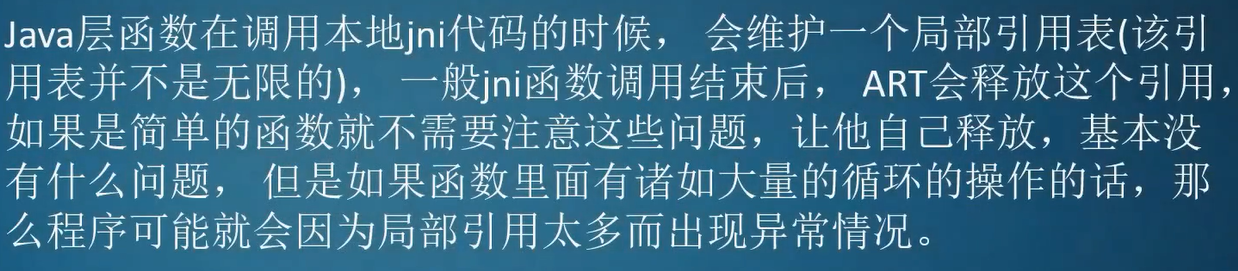 Java层函数在调用本地jni代码的时候， 会维护一个局部引用表(该引
用表并不是无限的)， 一般jni函数调用结束后， ART会释放这个引用，
如果是简单的函数就不需要注意这些问题，让他自己释放，基本没
有什么问题， 但是如果函数里面有诸如大量的循环的操作的话，那
么程序可能就会因为局部引用太多而出现异常情况。